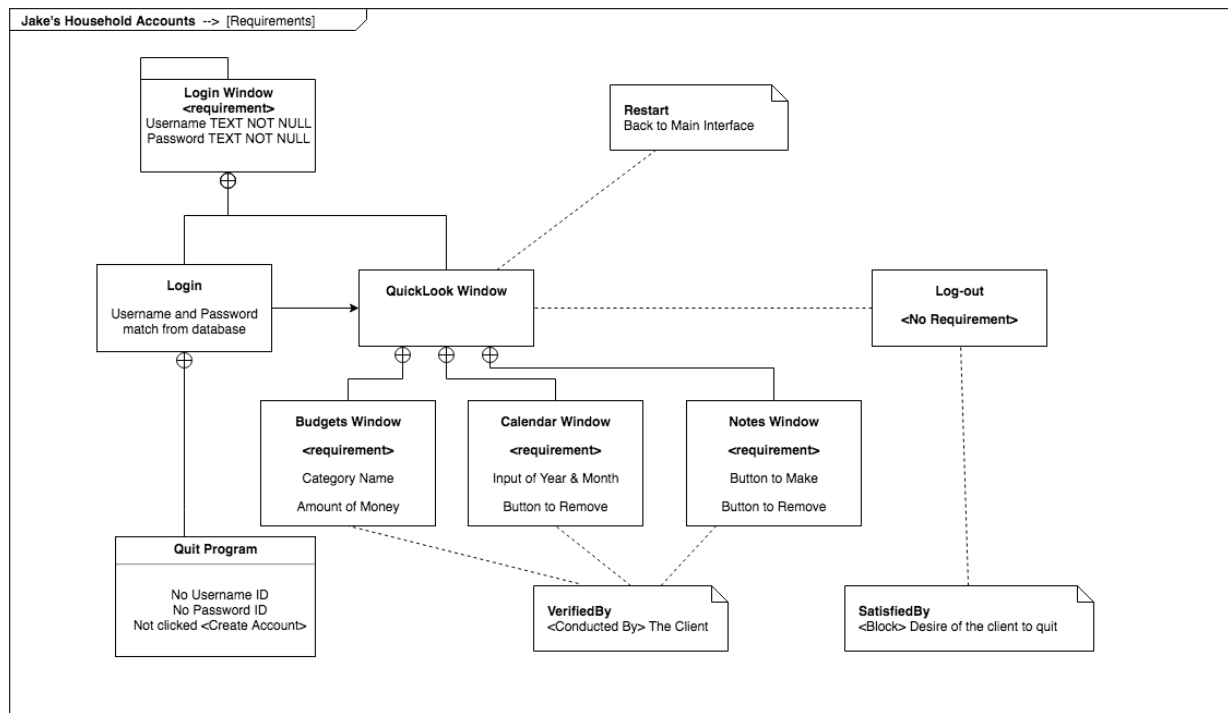 Jake's Household Accounts --> [Requirements]
Login Window
<requirement>
Username TEXT NOT NULL
Password TEXT NOT NULL
Restart
Back to Main Interface
Login
Username and Password
match from database
QuickLook Window
Log-out
<No Requirement>
Budgets Window
<requirement>
Category Name
Amount of Money
Calendar Window
<requirement>
Input of Year & Month
Button to Remove
Notes Window
<requirement>
Button to Make
Button to Remove
Quit Program
No Username ID
No Password ID
Not clicked <Create Account>
VerifiedBy
<Conducted By> The Client
SatisfiedBy
<Block> Desire of the client to quit